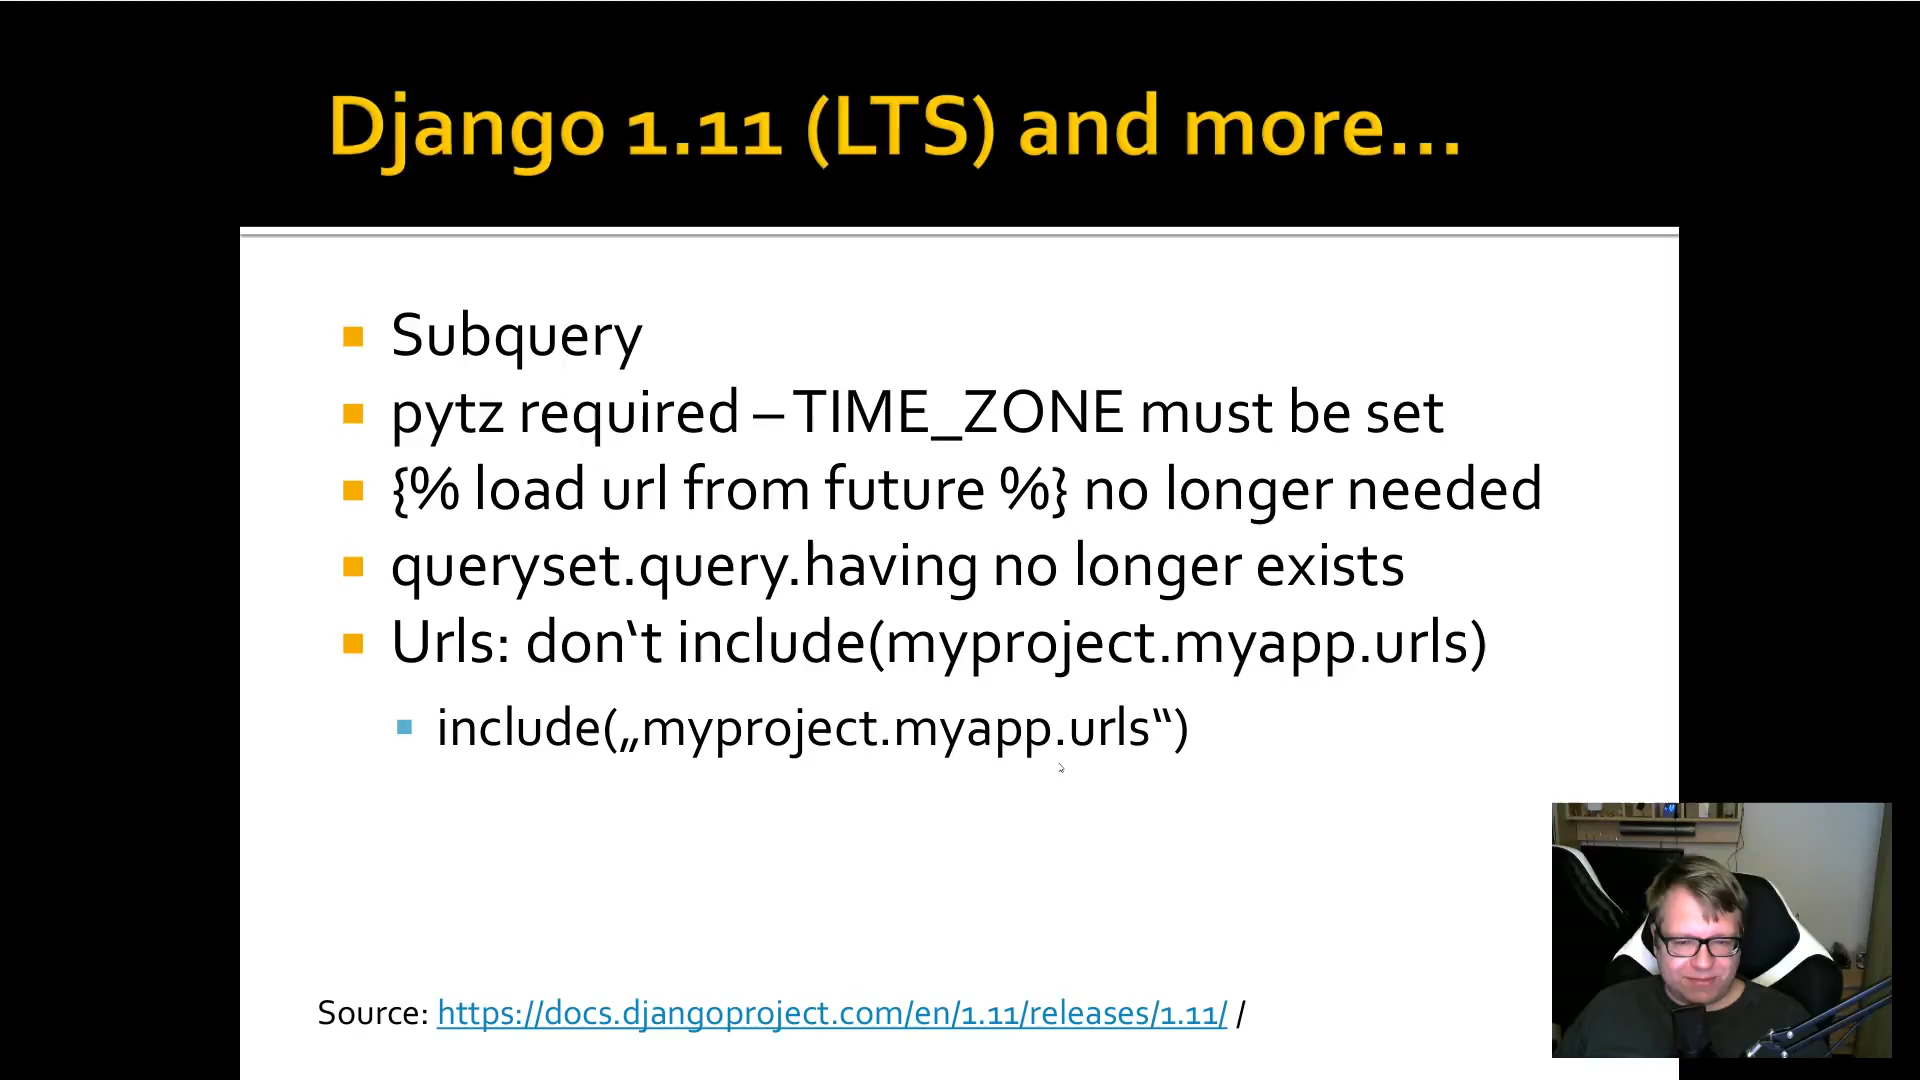 Django 1.11 (LTS) and more...
Subquery
pytz required – TIME_ZONE must be set
{% load url from future %} no longer needed
queryset.query.having no longer exists
Urls: don‘t include(myproject.myapp.urls)
include(„myproject.myapp.urls“)
Source: https://docs.djangoproject.com/en/1.11/releases/1.11/ /